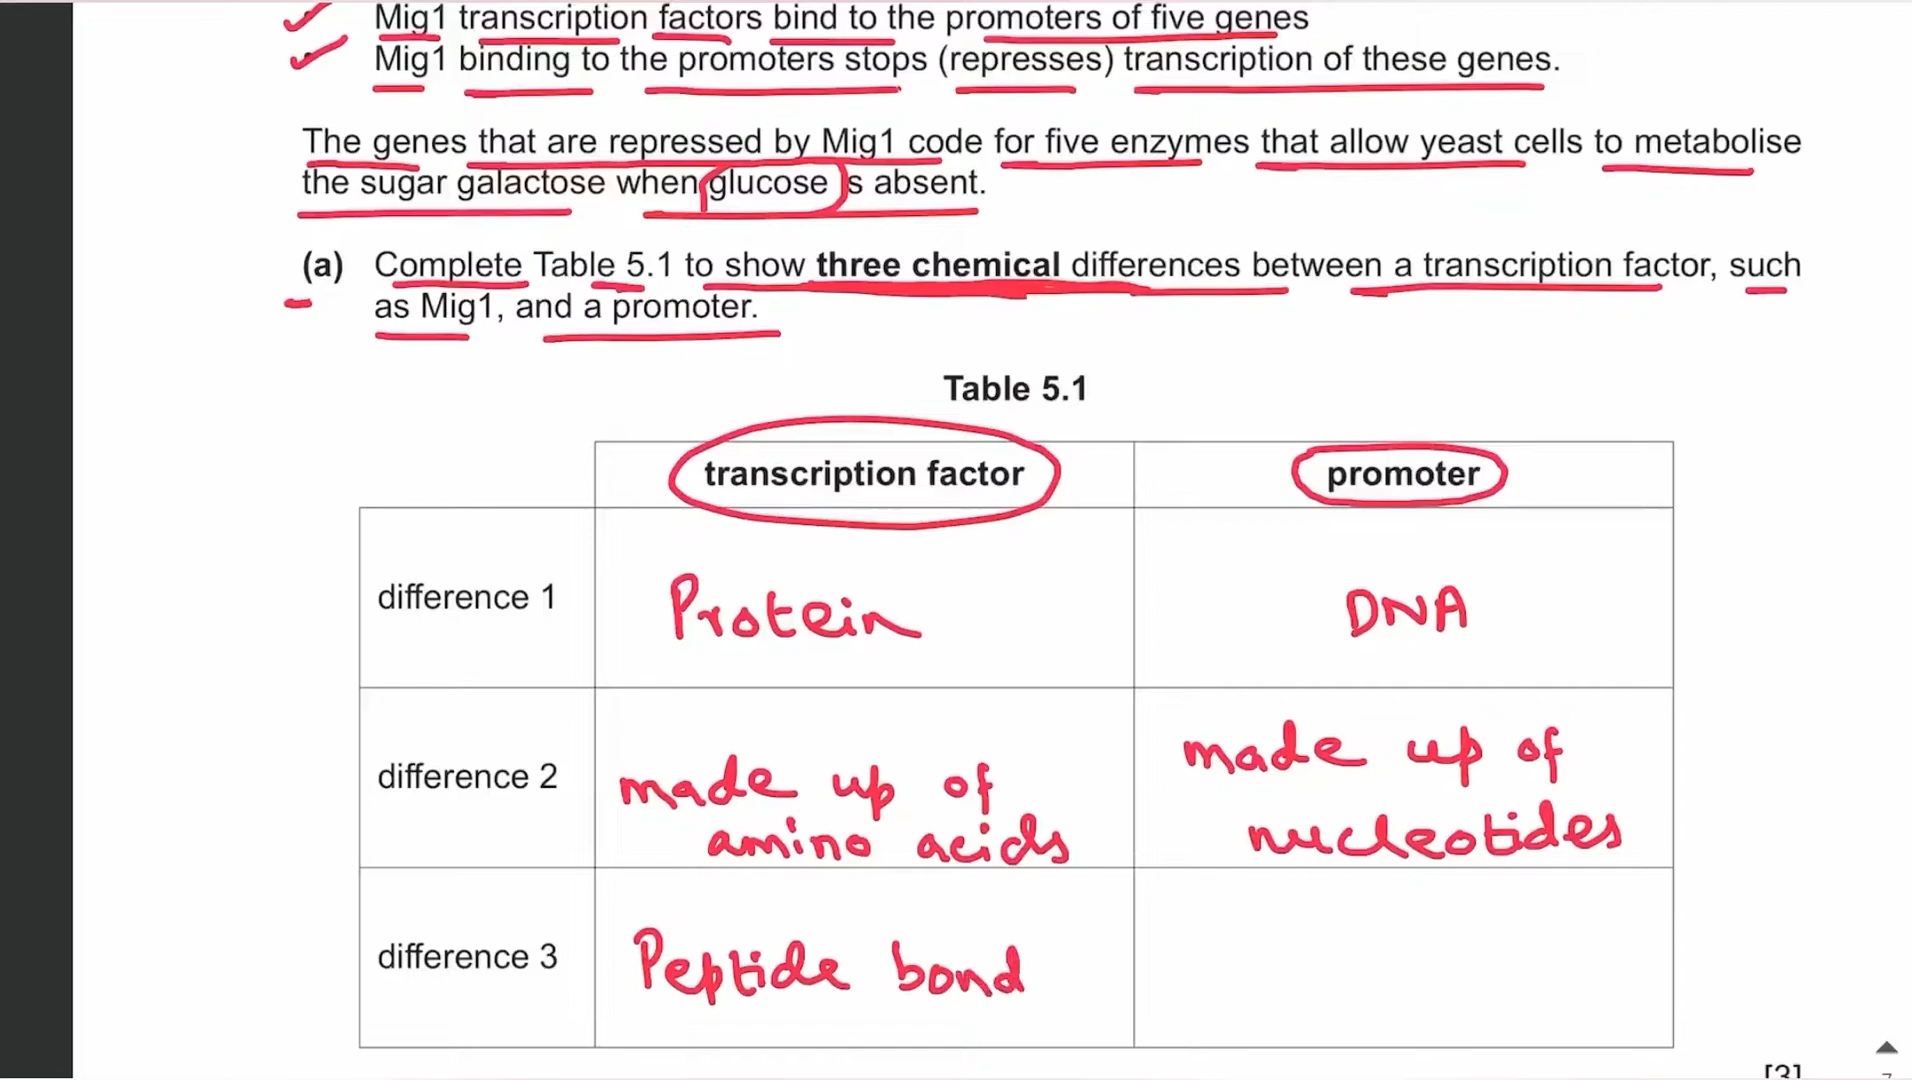 Mig1 transcription factors bind to the promoters of five genes
Mig1 binding to the promoters stops (represses) transcription of these genes.
The genes that are repressed by Mig1 code for five enzymes that allow yeast cells to metabolise
the sugar galactose when glucose is absent.
(a) Complete Table 5.1 to show three chemical differences between a transcription factor, such
as Mig1, and a promoter.
Table 5.1
transcription factor promoter
difference 1 Protein DNA
difference 2 made up of amino acids made up of nucleotides
difference 3 Peptide bond
[3]